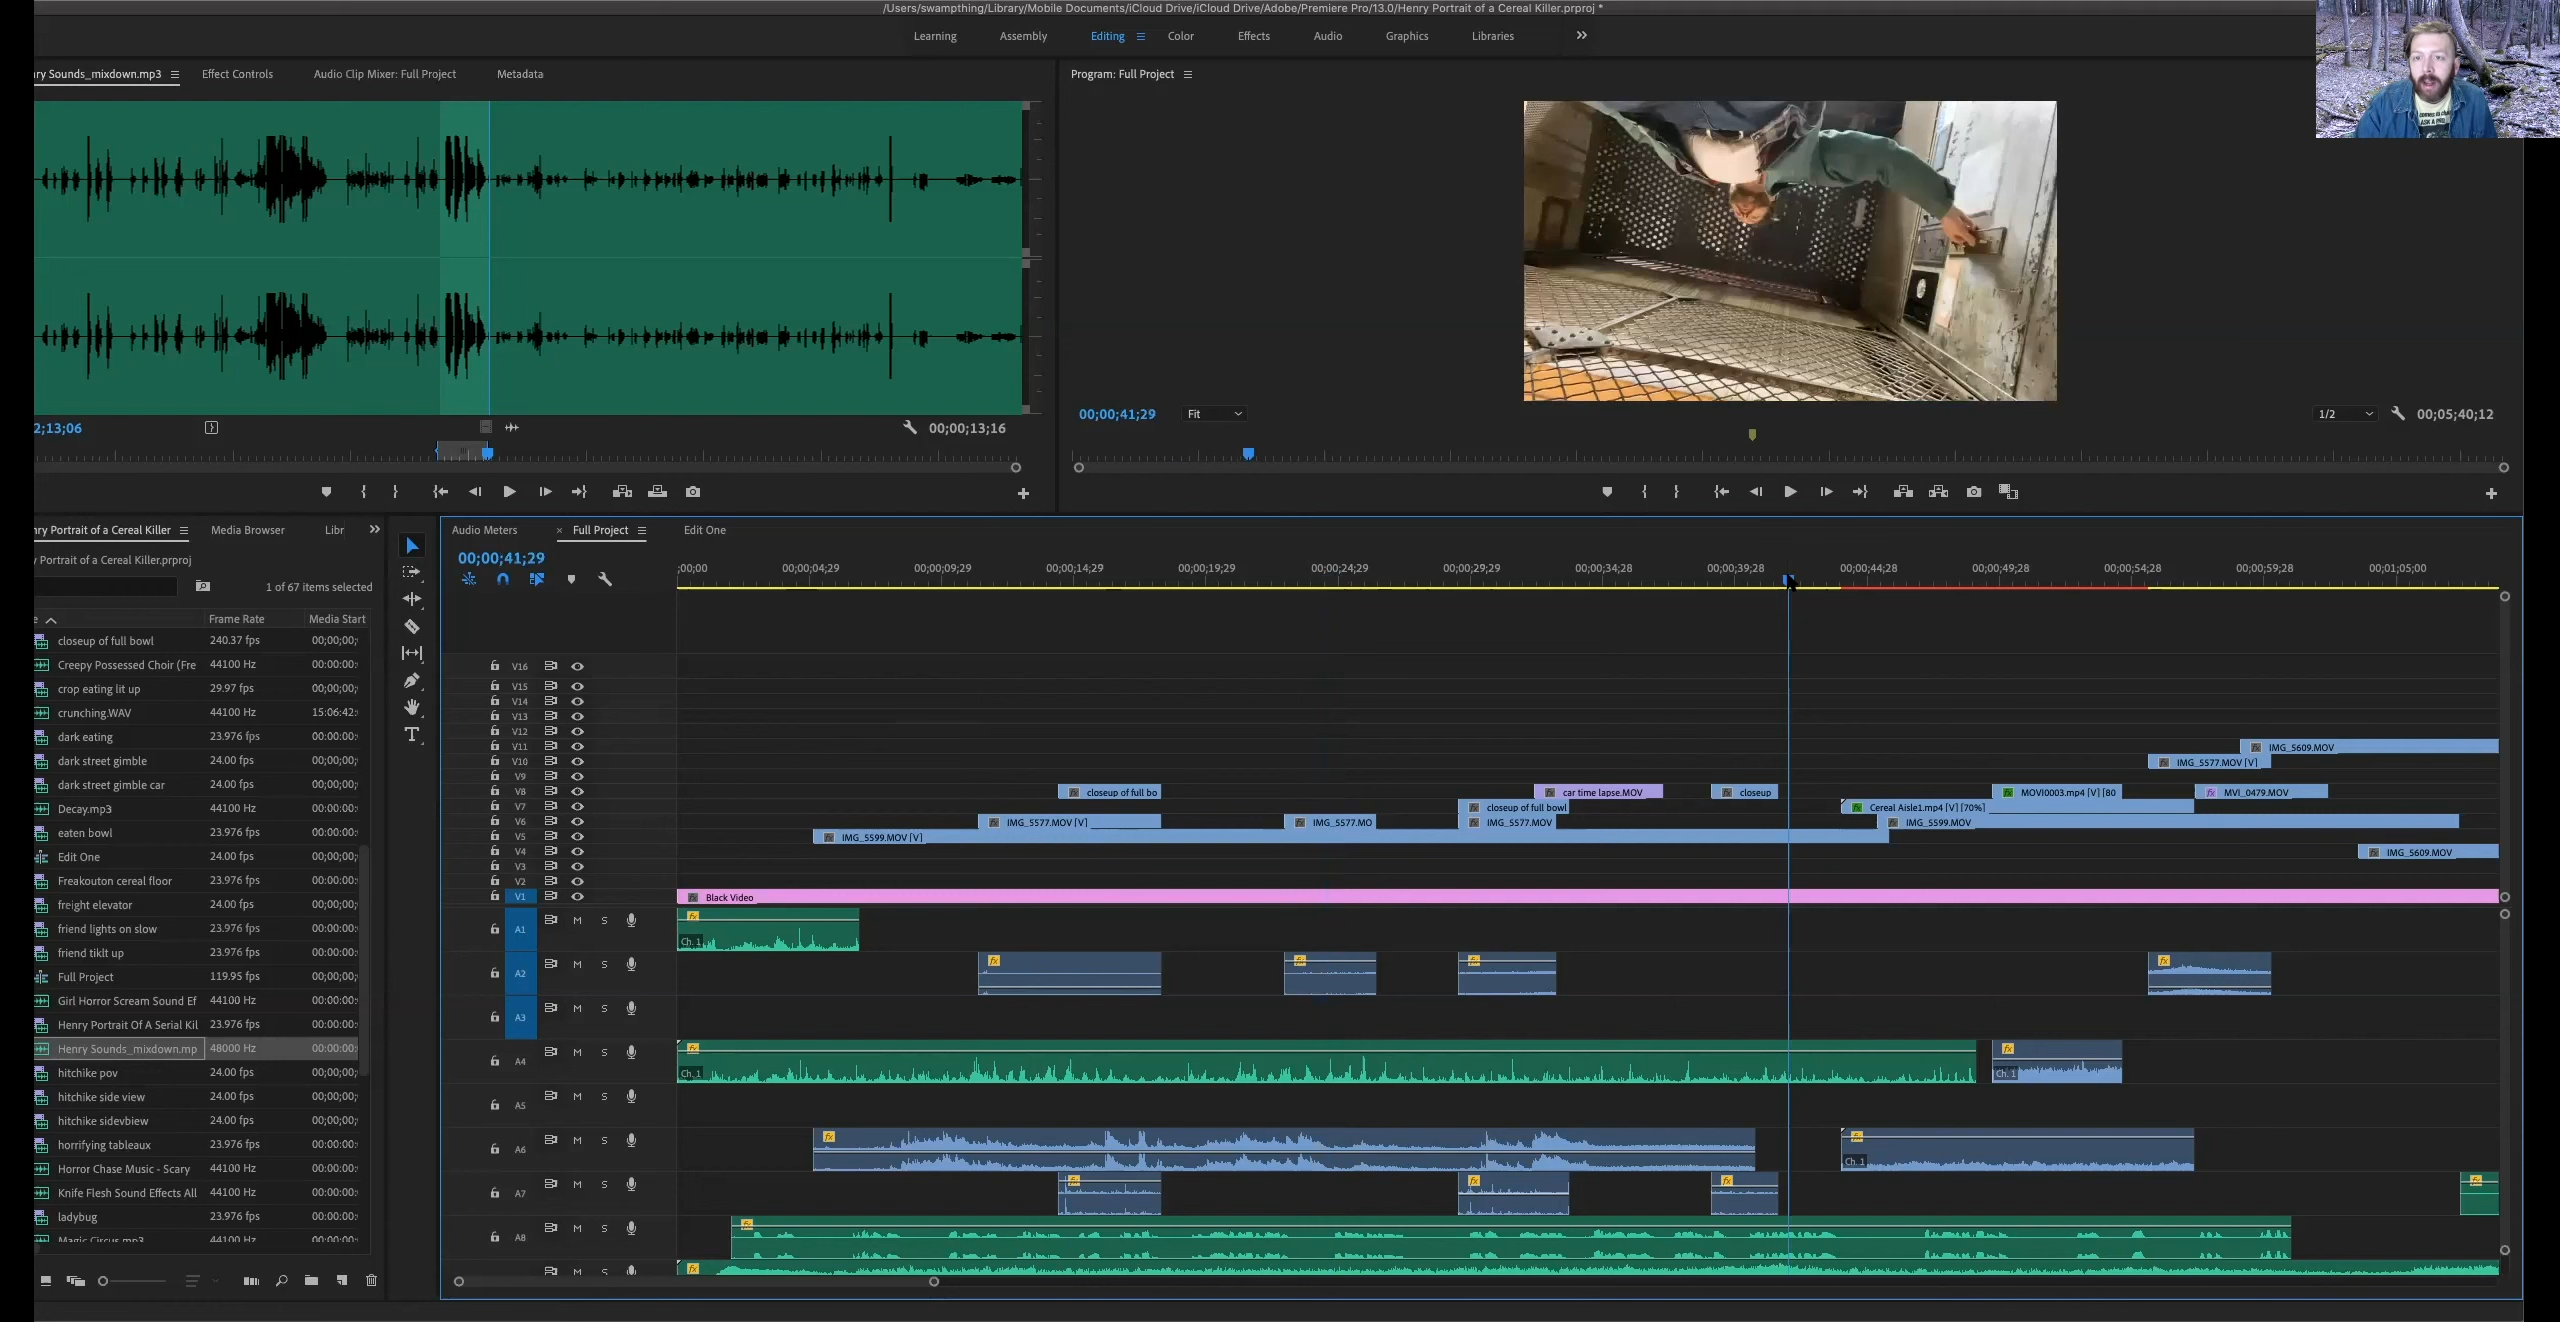 /Users/swampthing/Library/Mobile Documents/iCloud Drive/iCloud Drive/Adobe/Premiere Pro/13.0/Henry Portrait of a Cereal Killer.prproj *
Learning Assembly Editing Color Effects Audio Graphics Libraries
ry Sounds_mixdown.mp3 Effect Controls Audio Clip Mixer: Full Project Metadata
Program: Full Project
2;13;06 00;00;13;16
00;00;41;29 Fit 1/2 00;05;40;12
nry Portrait of a Cereal Killer Media Browser Libr
y Portrait of a Cereal Killer.prproj
1 of 67 items selected
e Frame Rate Media Start
closeup of full bowl 240.37 fps 00;00;00;
Creepy Possessed Choir (Fre 44100 Hz 00:00:00:
crop eating lit up 29.97 fps 00;00;00;
crunching.WAV 44100 Hz 15:06:42:
dark eating 23.976 fps 00:00:00:
dark street gimble 24.00 fps 00;00;00;
dark street gimble car 24.00 fps 00;00;00;
Decay.mp3 44100 Hz 00:00:00:
eaten bowl 23.976 fps 00:00:00:
Edit One 24.00 fps 00;00;00;
Freakouton cereal floor 23.976 fps 00:00:00:
freight elevator 24.00 fps 00;00;00;
friend lights on slow 23.976 fps 00:00:00:
friend tiklt up 23.976 fps 00:00:00:
Full Project 119.95 fps 00;00;00;
Girl Horror Scream Sound Ef 44100 Hz 00:00:00:
Henry Portrait Of A Serial Kil 23.976 fps 00:00:00:
Henry Sounds_mixdown.mp 48000 Hz 00:00:00:
hitchike pov 24.00 fps 00;00;00;
hitchike side view 24.00 fps 00;00;00;
hitchike sidevbiew 24.00 fps 00;00;00;
horrifying tableaux 23.976 fps 00:00:00:
Horror Chase Music - Scary 44100 Hz 00:00:00:
Knife Flesh Sound Effects All 44100 Hz 00:00:00:
ladybug 23.976 fps 00:00:00:
Magic Circus.mp3 44100 Hz 00:00:00:
Audio Meters × Full Project Edit One
00;00;41;29
;00;00 00;00;04;29 00;00;09;29 00;00;14;29 00;00;19;29 00;00;24;29 00;00;29;29 00;00;34;28 00;00;39;28 00;00;44;28 00;00;49;28 00;00;54;28 00;00;59;28 00;01;05;00
V16
V15
V14
V13
V12
V11 IMG_5609.MOV
V10 IMG_5577.MOV [V]
V9
V8 closeup of full bo car time lapse.MOV closeup MOVI0003.mp4 [V] [80 MVI_0479.MOV
V7 closeup of full bowl Cereal Aisle1.mp4 [V] [70%]
V6 IMG_5577.MOV [V] IMG_5577.MO IMG_5577.MOV IMG_5599.MOV
V5 IMG_5599.MOV [V]
V4 IMG_5609.MOV
V3
V2
V1 Black Video
A1 M S fx Ch. 1
A2 M S fx fx fx fx
A3 M S
A4 M S fx Ch. 1 fx Ch. 1
A5 M S
A6 M S fx fx Ch. 1
A7 M S fx fx fx fx
A8 M S fx
M S fx